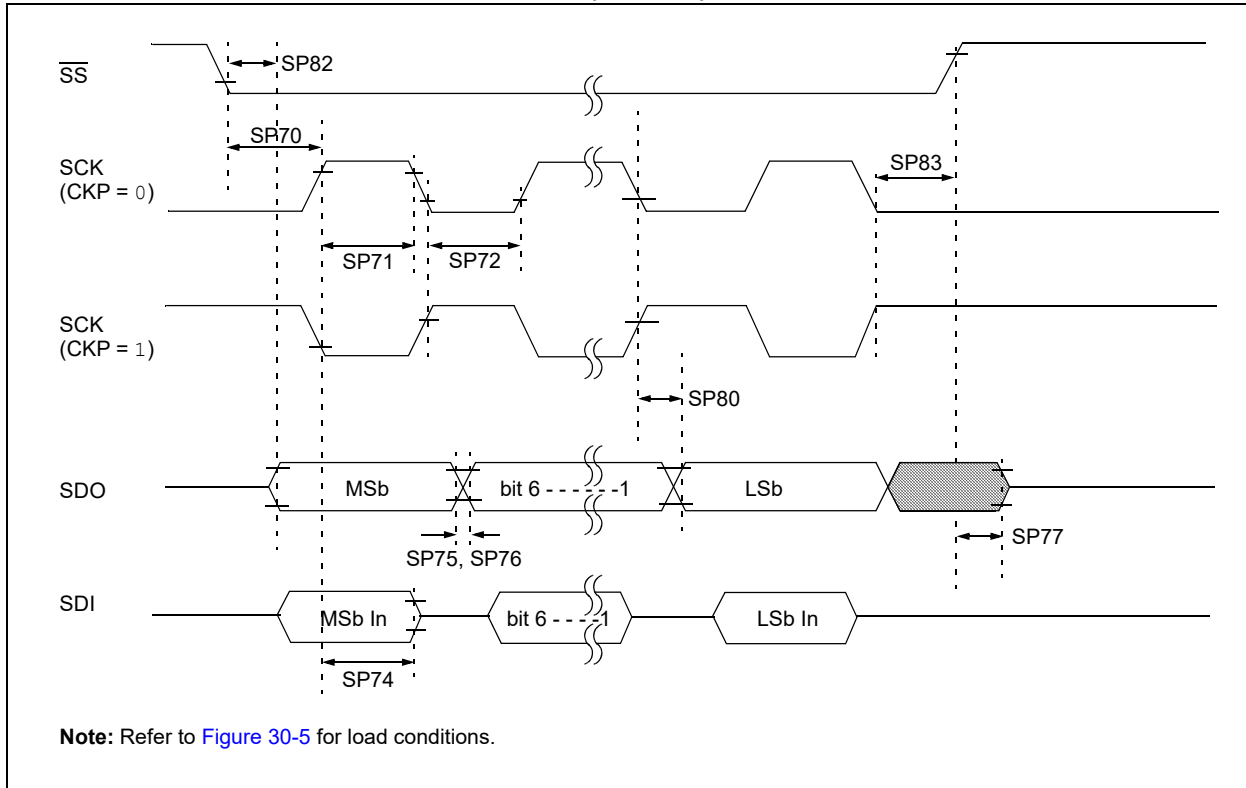 SS
SP82
SP70
SCK
(CKP = 0)
SP83
SP71
SP72
SCK
(CKP = 1)
SP80
SDO
MSb
bit 6 - - - - - -1
LSb
SP77
SP75, SP76
SDI
MSb In
bit 6 - - - -1
LSb In
SP74
Note: Refer to Figure 30-5 for load conditions.